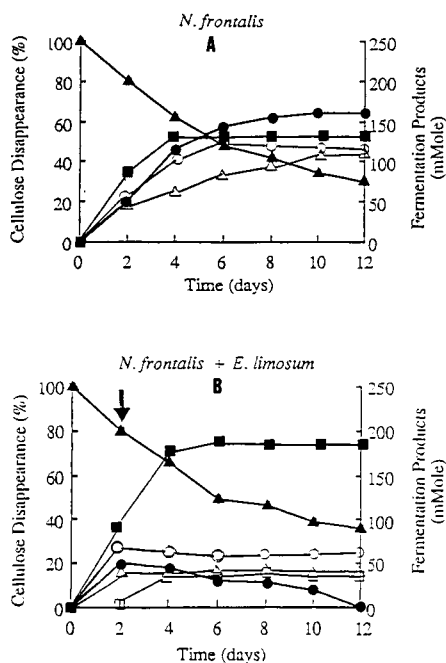 N. frontalis
A
Cellulose Disappearance (%)
100
80
60
40
20
0
250
200
150
100
50
0
Fermentation Products
(mMole)
0 2 4 6 8 10 12
Time (days)
N. frontalis + E. limosum
B
Cellulose Disappearance (%)
100
80
60
40
20
0
250
200
150
100
50
0
Fermentation Products
(mMole)
0 2 4 6 8 10 12
Time (days)